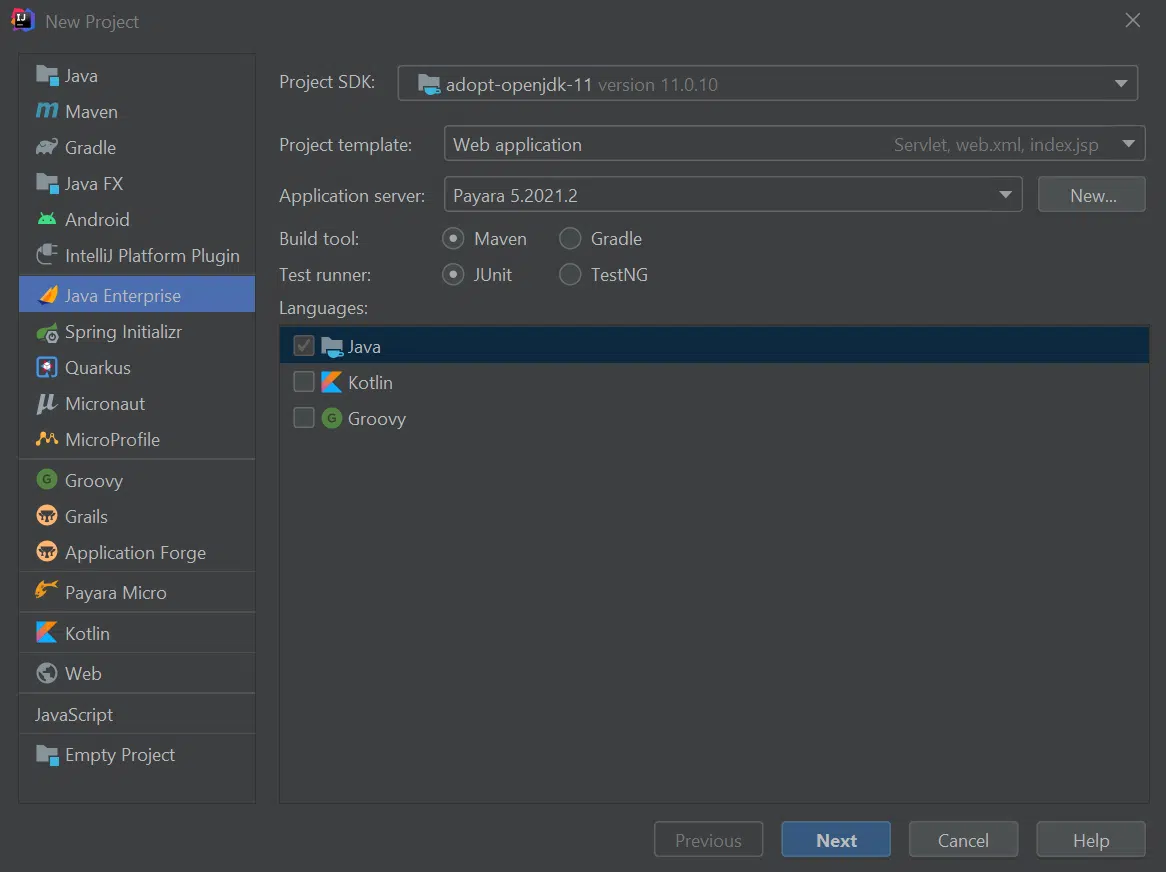 New Project
Java
Maven
Gradle
Java FX
Android
IntelliJ Platform Plugin
Java Enterprise
Spring Initializr
Quarkus
Micronaut
MicroProfile
Groovy
Grails
Application Forge
Payara Micro
Kotlin
Web
JavaScript
Empty Project
Project SDK: adopt-openjdk-11 version 11.0.10
Project template: Web application Servlet, web.xml, index.jsp
Application server: Payara 5.2021.2 New...
Build tool: Maven Gradle
Test runner: JUnit TestNG
Languages:
Java
Kotlin
Groovy
Previous Next Cancel Help